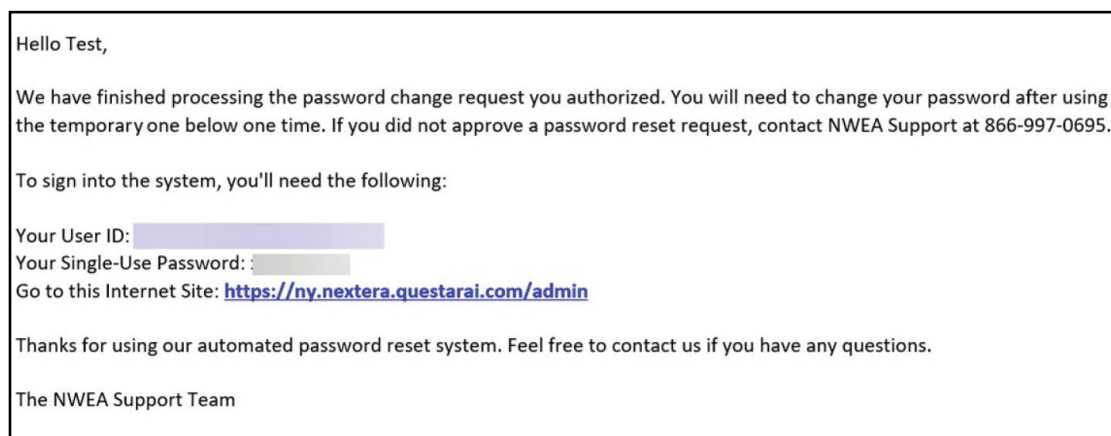 Hello Test,
We have finished processing the password change request you authorized. You will need to change your password after using
the temporary one below one time. If you did not approve a password reset request, contact NWEA Support at 866-997-0695.
To sign into the system, you'll need the following:
Your User ID:
Your Single-Use Password:
Go to this Internet Site: https://ny.nextera.questarai.com/admin
Thanks for using our automated password reset system. Feel free to contact us if you have any questions.
The NWEA Support Team